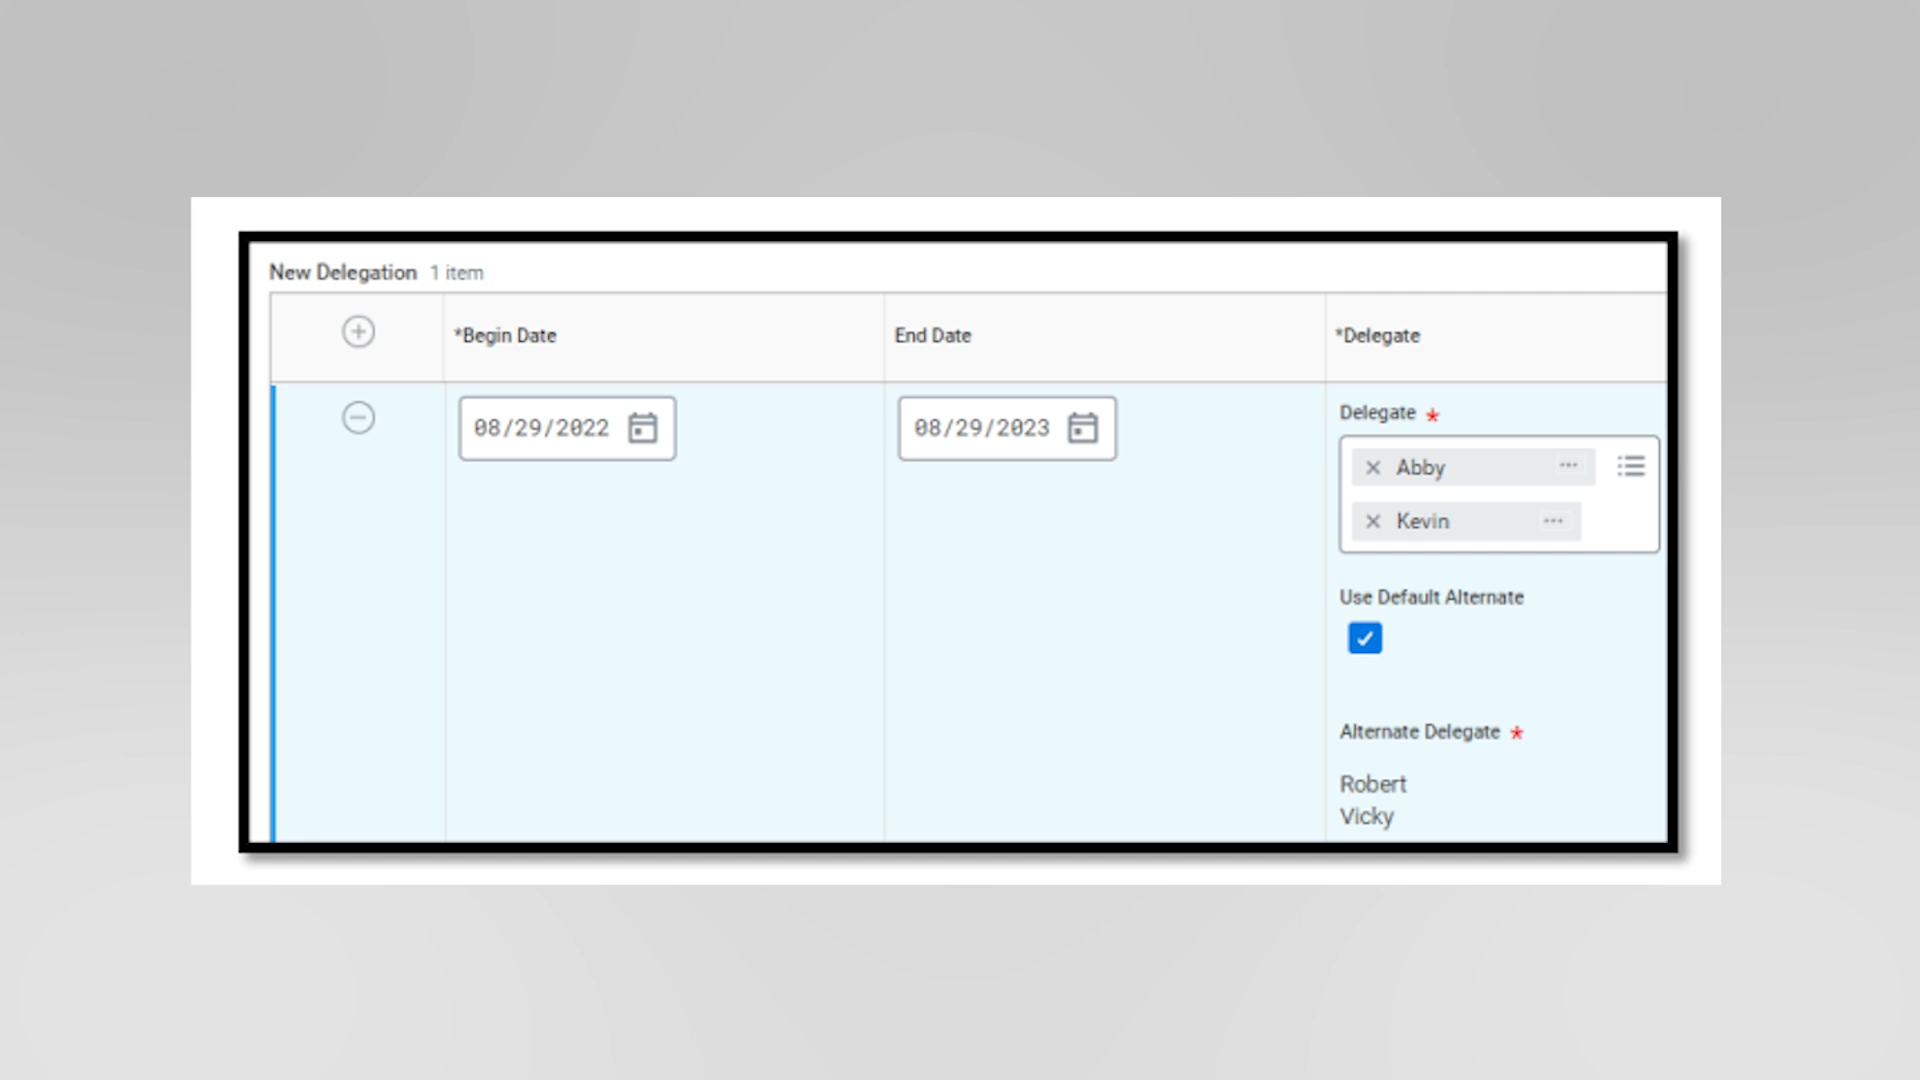 New Delegation 1 item
*Begin Date End Date *Delegate
08/29/2022 08/29/2023
Delegate *
Abby
Kevin
Use Default Alternate
Alternate Delegate *
Robert
Vicky